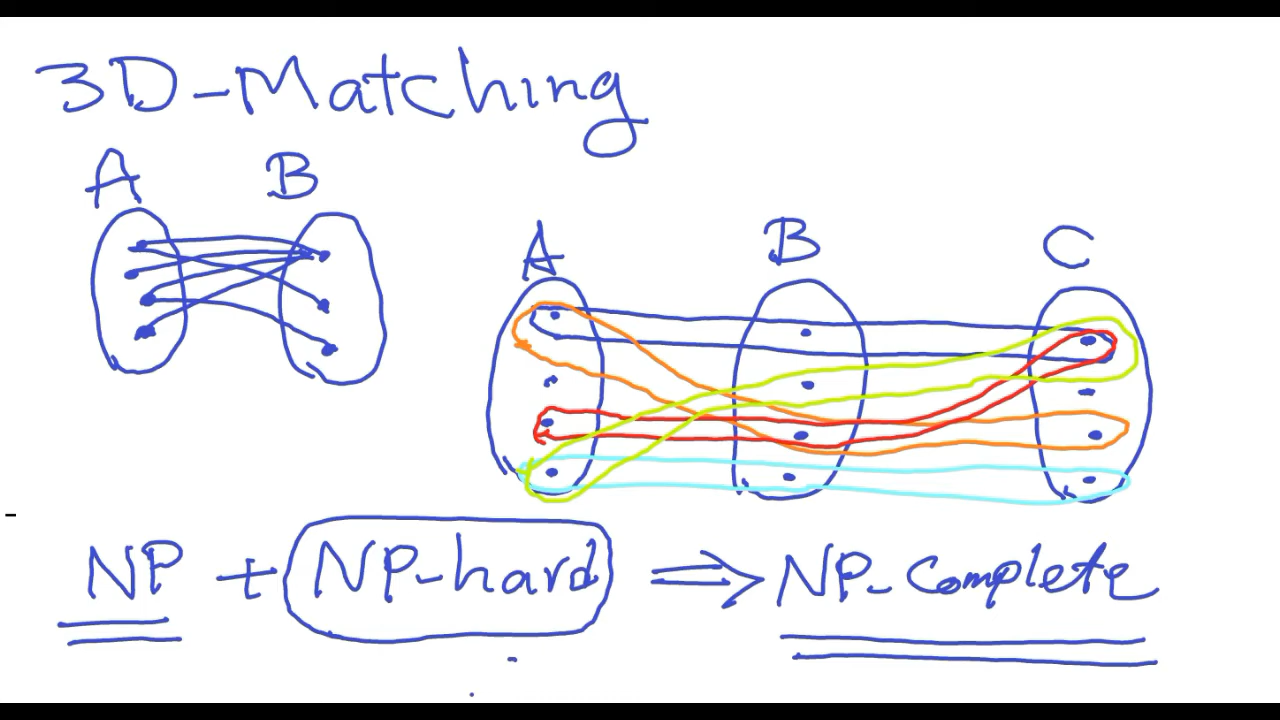 3D-Matching
A B
A B C
NP + NP-hard ⇒ NP-Complete